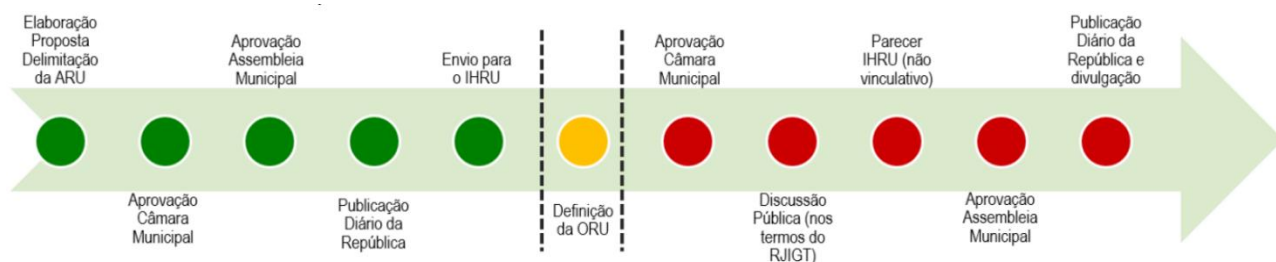 Elaboração
Proposta
Delimitação
da ARU
Aprovação
Câmara
Municipal
Aprovação
Assembleia
Municipal
Publicação
Diário da
República
Envio para
o IHRU
Definição
da ORU
Aprovação
Câmara
Municipal
Discussão
Pública (nos
termos do
RJIGT)
Parecer
IHRU (não
vinculativo)
Aprovação
Assembleia
Municipal
Publicação
Diário da
República e
divulgação